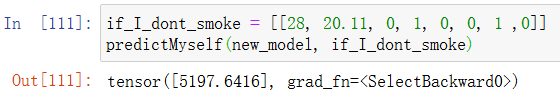 In [111]: if_I_dont_smoke = [[28, 20.11, 0, 1, 0, 0, 1 ,0]]
predictMyself(new_model, if_I_dont_smoke)
Out[111]: tensor([5197.6416], grad_fn=<SelectBackward0>)